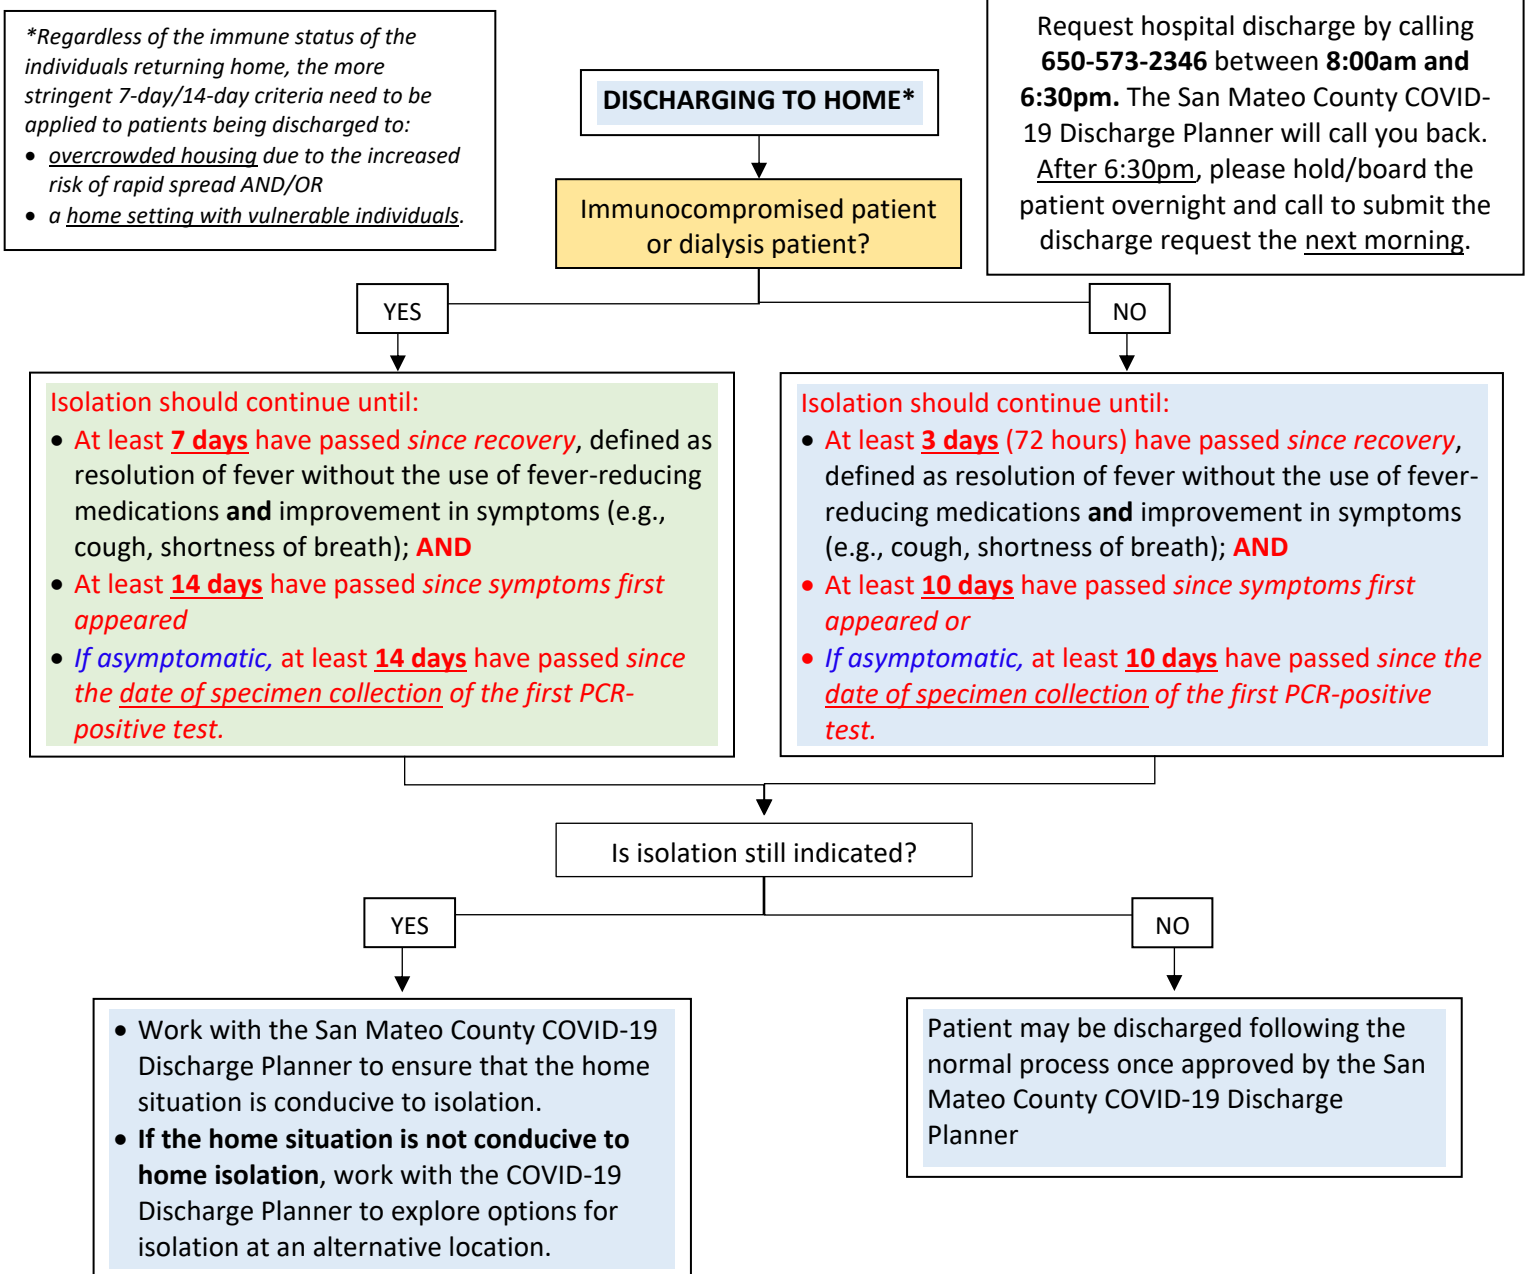 *Regardless of the immune status of the
individuals returning home, the more
stringent 7-day/14-day criteria need to be
applied to patients being discharged to:
• overcrowded housing due to the increased
risk of rapid spread AND/OR
• a home setting with vulnerable individuals.
DISCHARGING TO HOME*
Request hospital discharge by calling
650-573-2346 between 8:00am and
6:30pm. The San Mateo County COVID-
19 Discharge Planner will call you back.
After 6:30pm, please hold/board the
patient overnight and call to submit the
discharge request the next morning.
Immunocompromised patient
or dialysis patient?
YES
NO
Isolation should continue until:
• At least 7 days have passed since recovery, defined as
resolution of fever without the use of fever-reducing
medications and improvement in symptoms (e.g.,
cough, shortness of breath); AND
• At least 14 days have passed since symptoms first
appeared
• If asymptomatic, at least 14 days have passed since
the date of specimen collection of the first PCR-
positive test.
Isolation should continue until:
• At least 3 days (72 hours) have passed since recovery,
defined as resolution of fever without the use of fever-
reducing medications and improvement in symptoms
(e.g., cough, shortness of breath); AND
• At least 10 days have passed since symptoms first
appeared or
• If asymptomatic, at least 10 days have passed since the
date of specimen collection of the first PCR-positive
test.
Is isolation still indicated?
YES
NO
• Work with the San Mateo County COVID-19
Discharge Planner to ensure that the home
situation is conducive to isolation.
• If the home situation is not conducive to
home isolation, work with the COVID-19
Discharge Planner to explore options for
isolation at an alternative location.
Patient may be discharged following the
normal process once approved by the San
Mateo County COVID-19 Discharge
Planner